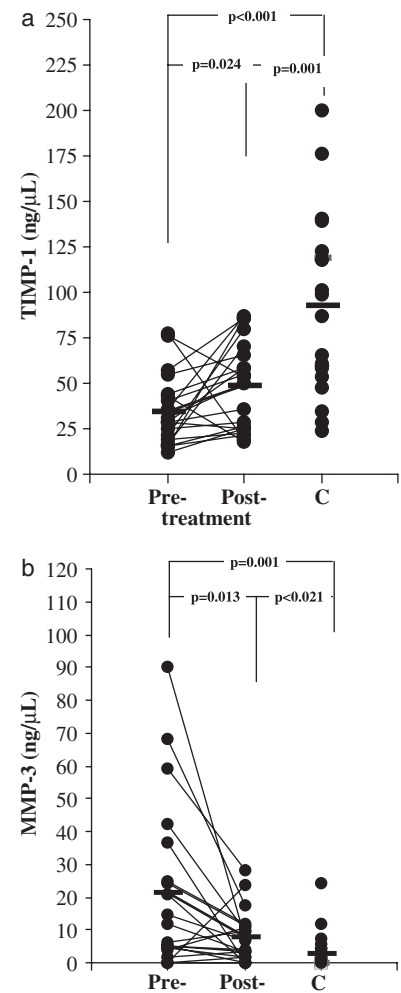 a
250
p<0.001
225
p=0.024
p=0.001
200
175
150
125
100
75
50
25
0
TIMP-1 (ng/μL)
Pre-
Post-
C
treatment
b
120
p=0.001
110
p=0.013
p<0.021
100
90
80
70
60
50
40
30
20
10
0
MMP-3 (ng/μL)
Pre-
Post-
C